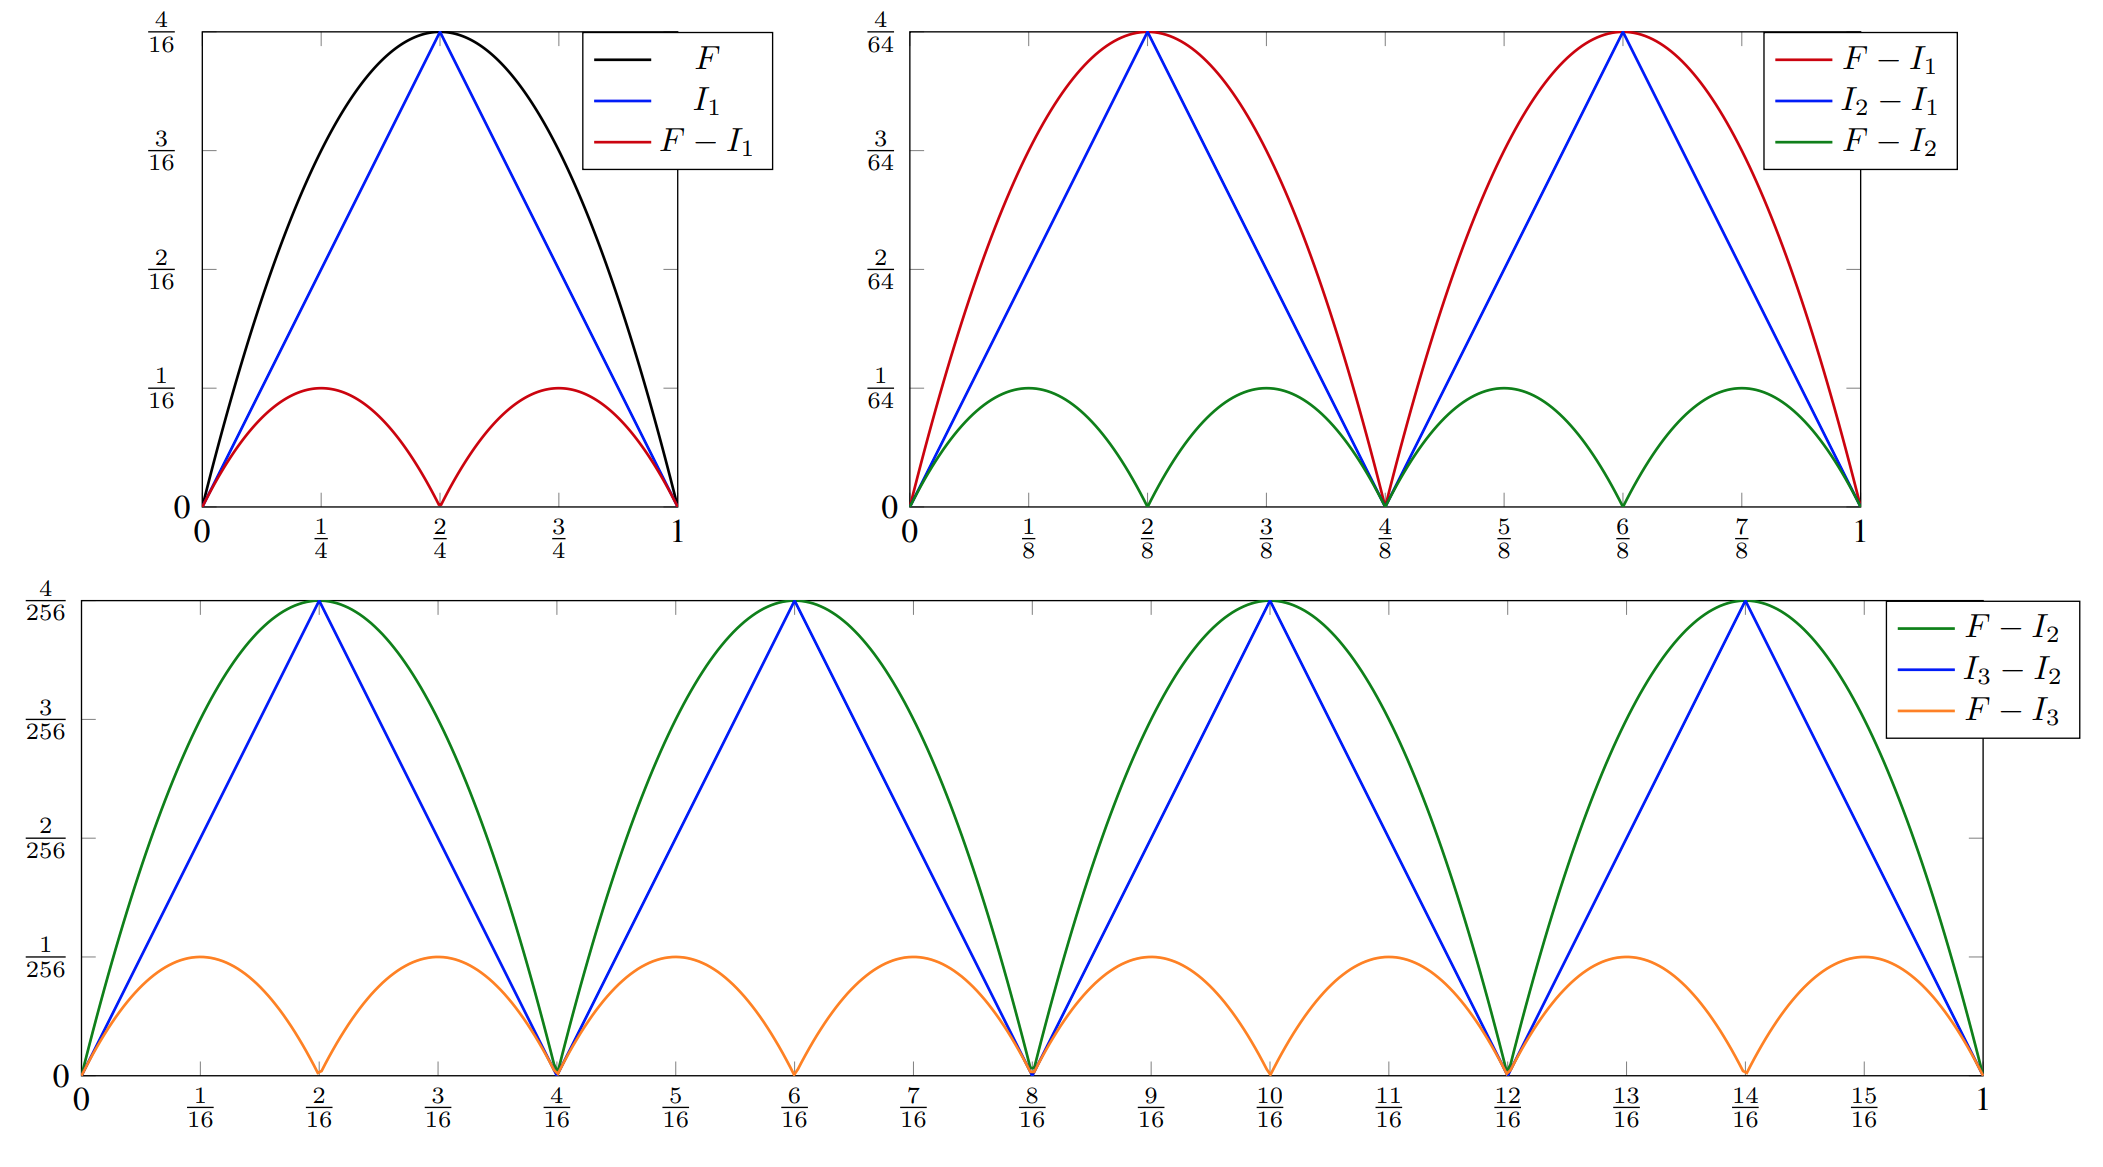 4/16
3/16
2/16
1/16
0
0 1/4 2/4 3/4 1
F
I₁
F − I₁
4/64
3/64
2/64
1/64
0
0 1/8 2/8 3/8 4/8 5/8 6/8 7/8 1
F − I₁
I₂ − I₁
F − I₂
4/256
3/256
2/256
1/256
0
0 1/16 2/16 3/16 4/16 5/16 6/16 7/16 8/16 9/16 10/16 11/16 12/16 13/16 14/16 15/16 1
F − I₂
I₃ − I₂
F − I₃